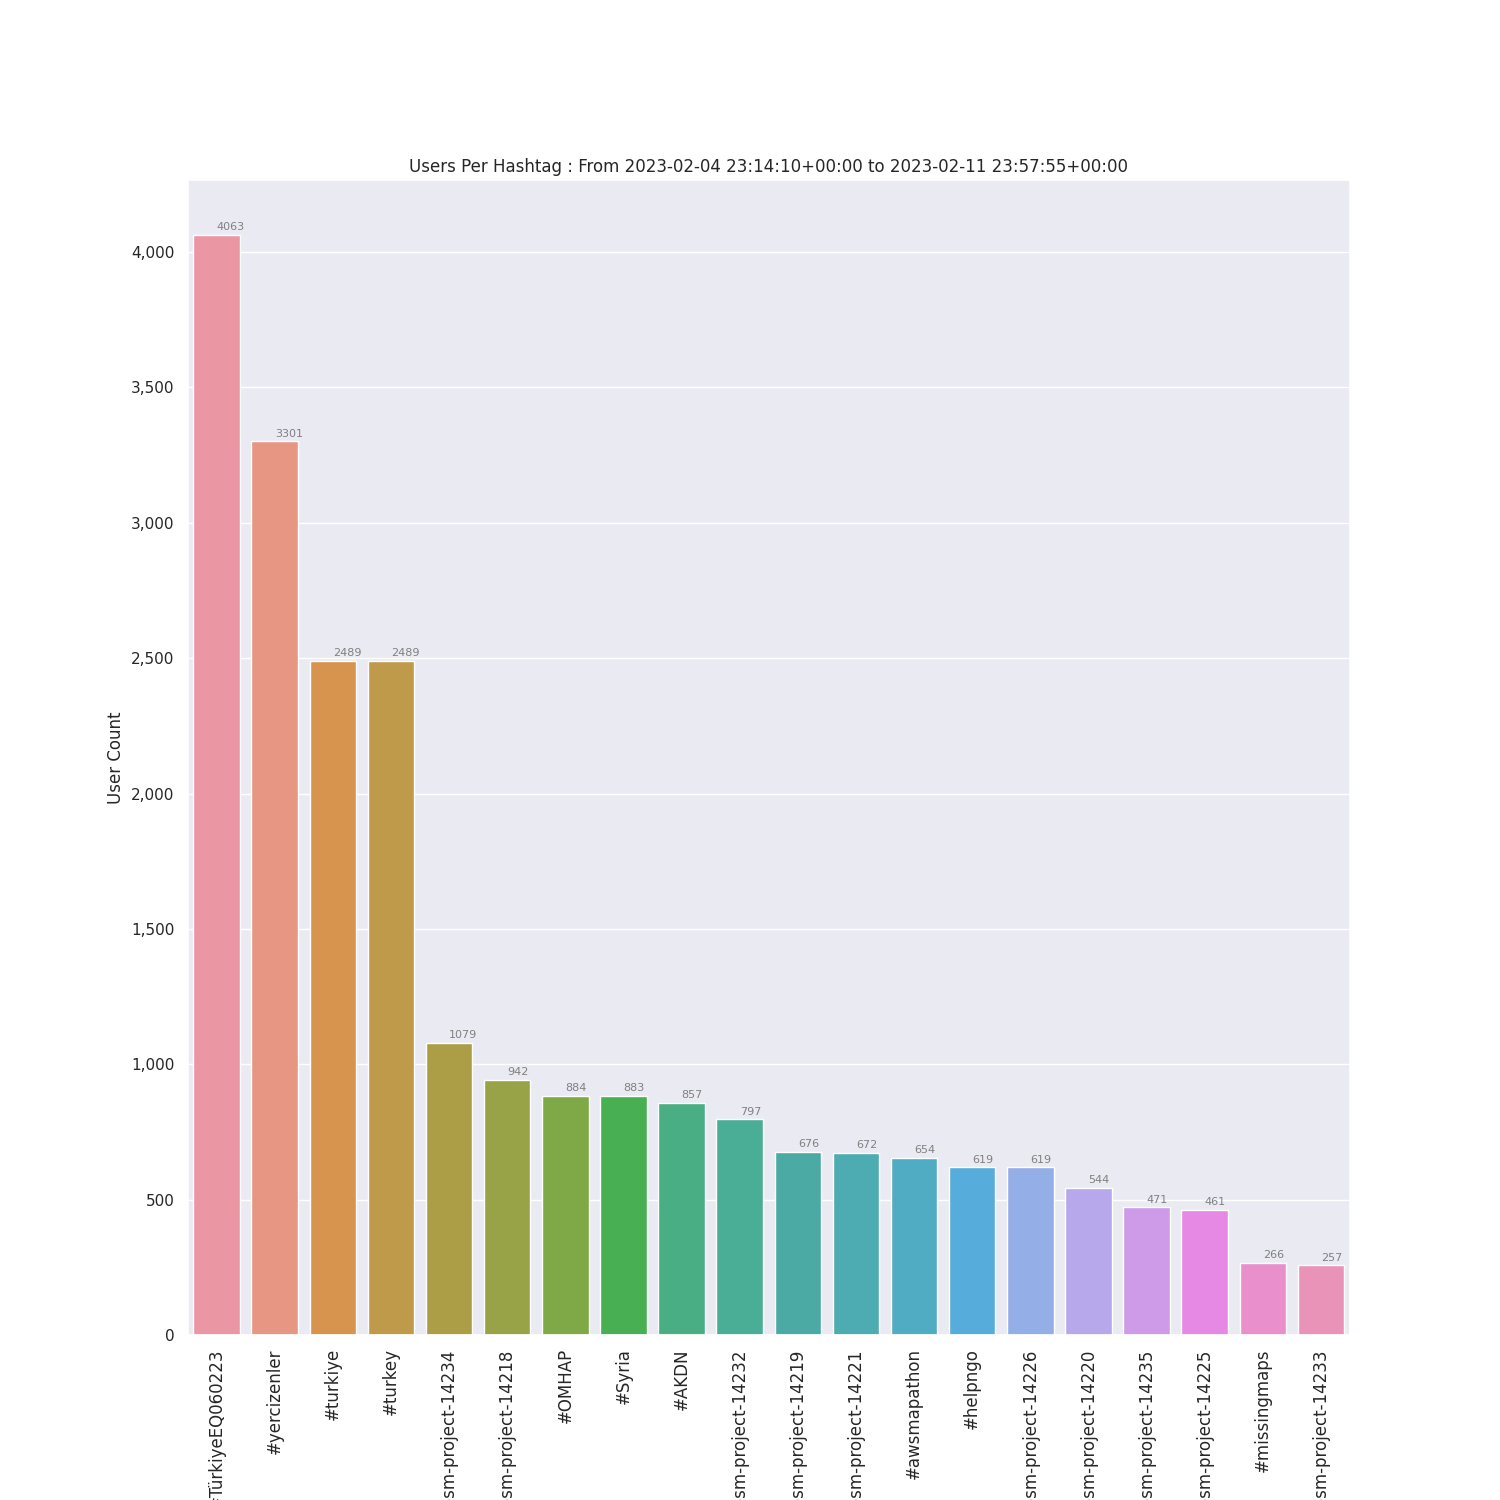 Users Per Hashtag : From 2023-02-04 23:14:10+00:00 to 2023-02-11 23:57:55+00:00
User Count
4,000
3,500
3,000
2,500
2,000
1,500
1,000
500
0
4063
3301
2489
2489
1079
942
884
883
857
797
676
672
654
619
619
544
471
461
266
257
#TürkiyeEQ060223
#yercizenler
#turkiye
#turkey
sm-project-14234
sm-project-14218
#OMHAP
#Syria
#AKDN
sm-project-14232
sm-project-14219
sm-project-14221
#awsmapathon
#helpngo
sm-project-14226
sm-project-14220
sm-project-14235
sm-project-14225
#missingmaps
sm-project-14233